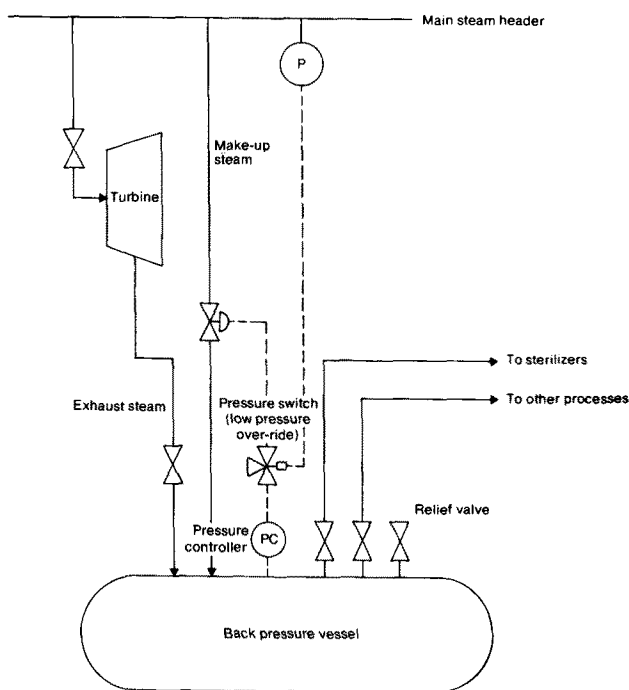 Main steam header
P
Make-up
steam
Turbine
To sterilizers
To other processes
Exhaust steam
Pressure switch
(low pressure
over-ride)
Relief valve
Pressure
controller
PC
Back pressure vessel